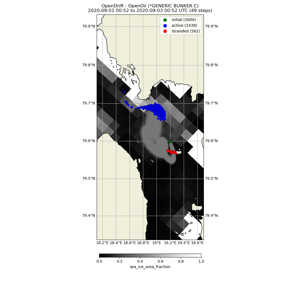 OpenDrift - OpenOil (*GENERIC BUNKER C)
2020-09-01 00:52 to 2020-09-03 00:52 UTC (49 steps)
initial (3000)
active (2438)
stranded (562)
79.9°N 79.9°N
79.8°N 79.8°N
79.7°N 79.7°N
79.6°N 79.6°N
79.5°N 79.5°N
79.4°N 79.4°N
18.2°E 18.4°E 18.6°E 18.8°E 19°E 19.2°E 19.4°E 19.6°E
0.0 0.2 0.4 0.6 0.8 1.0
sea_ice_area_fraction